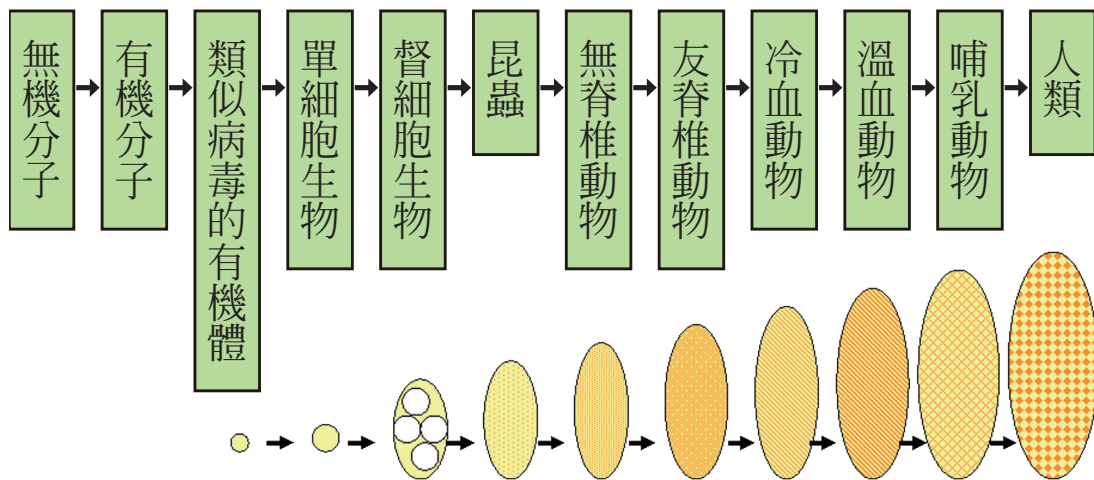 無機分子
有機分子
類似病毒的有機體
單細胞生物
督細胞生物
昆蟲
無脊椎動物
友脊椎動物
冷血動物
溫血動物
哺乳動物
人類